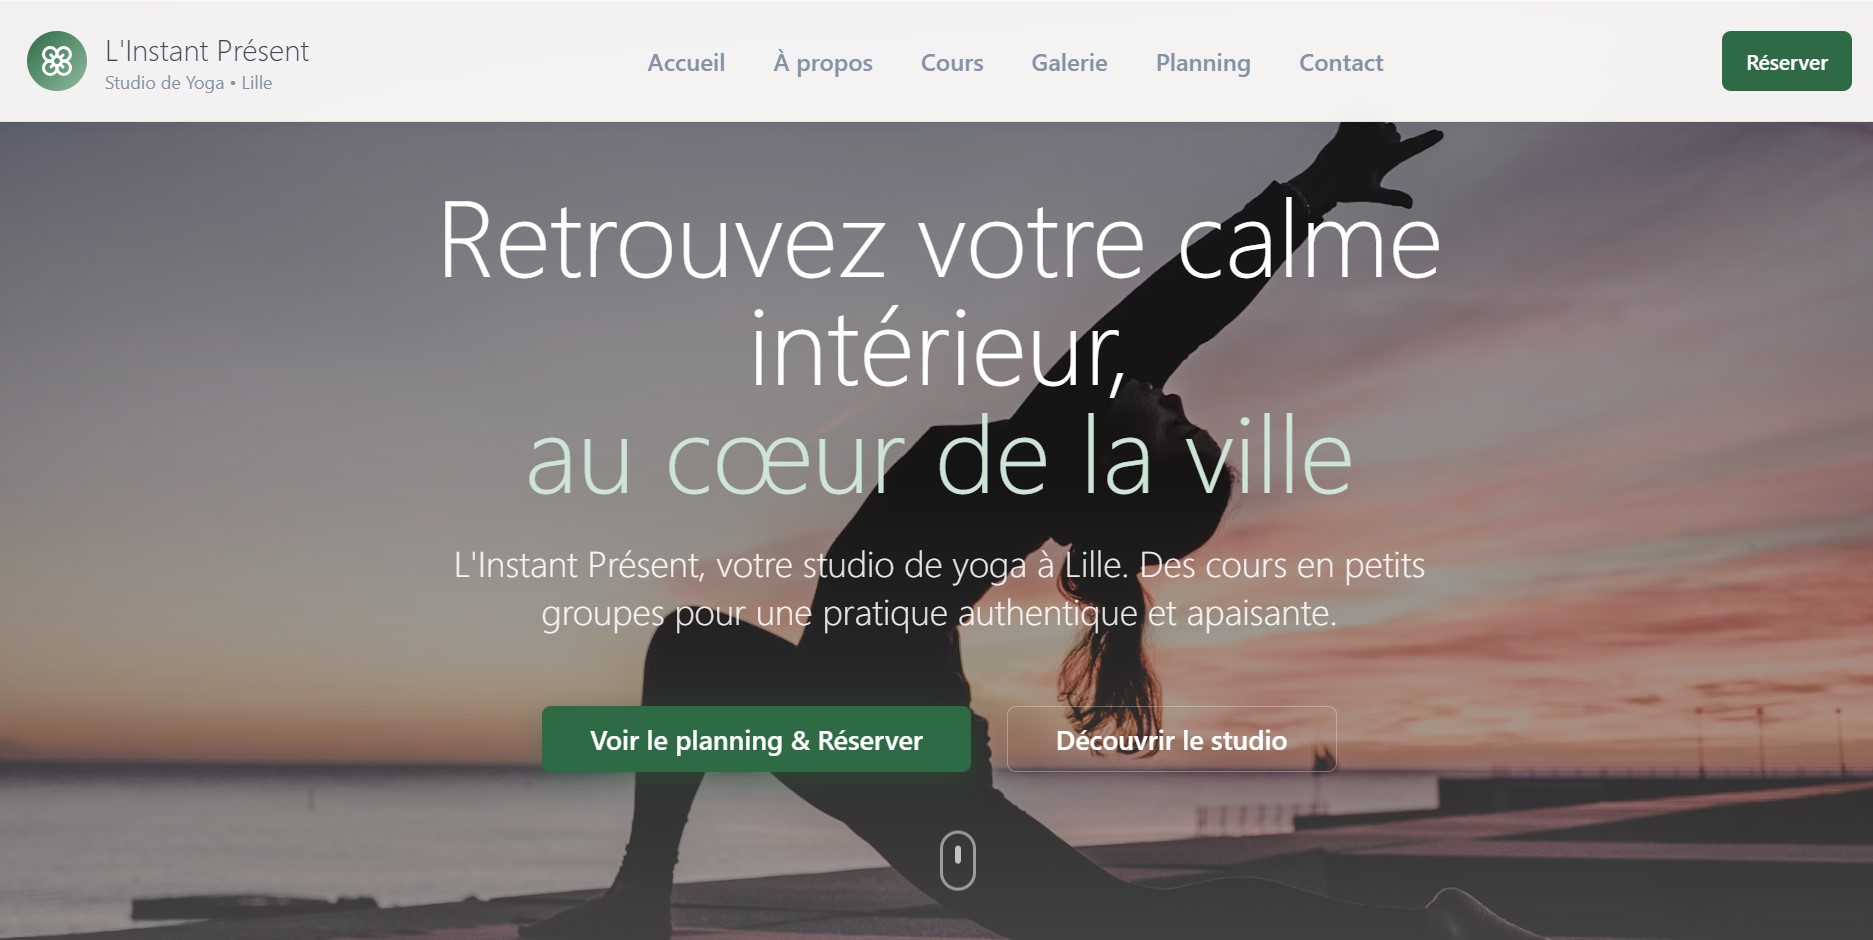 L'Instant Présent
Studio de Yoga • Lille
Accueil
À propos
Cours
Galerie
Planning
Contact
Réserver
Retrouvez votre calme
intérieur,
au cœur de la ville
L'Instant Présent, votre studio de yoga à Lille. Des cours en petits
groupes pour une pratique authentique et apaisante.
Voir le planning & Réserver
Découvrir le studio